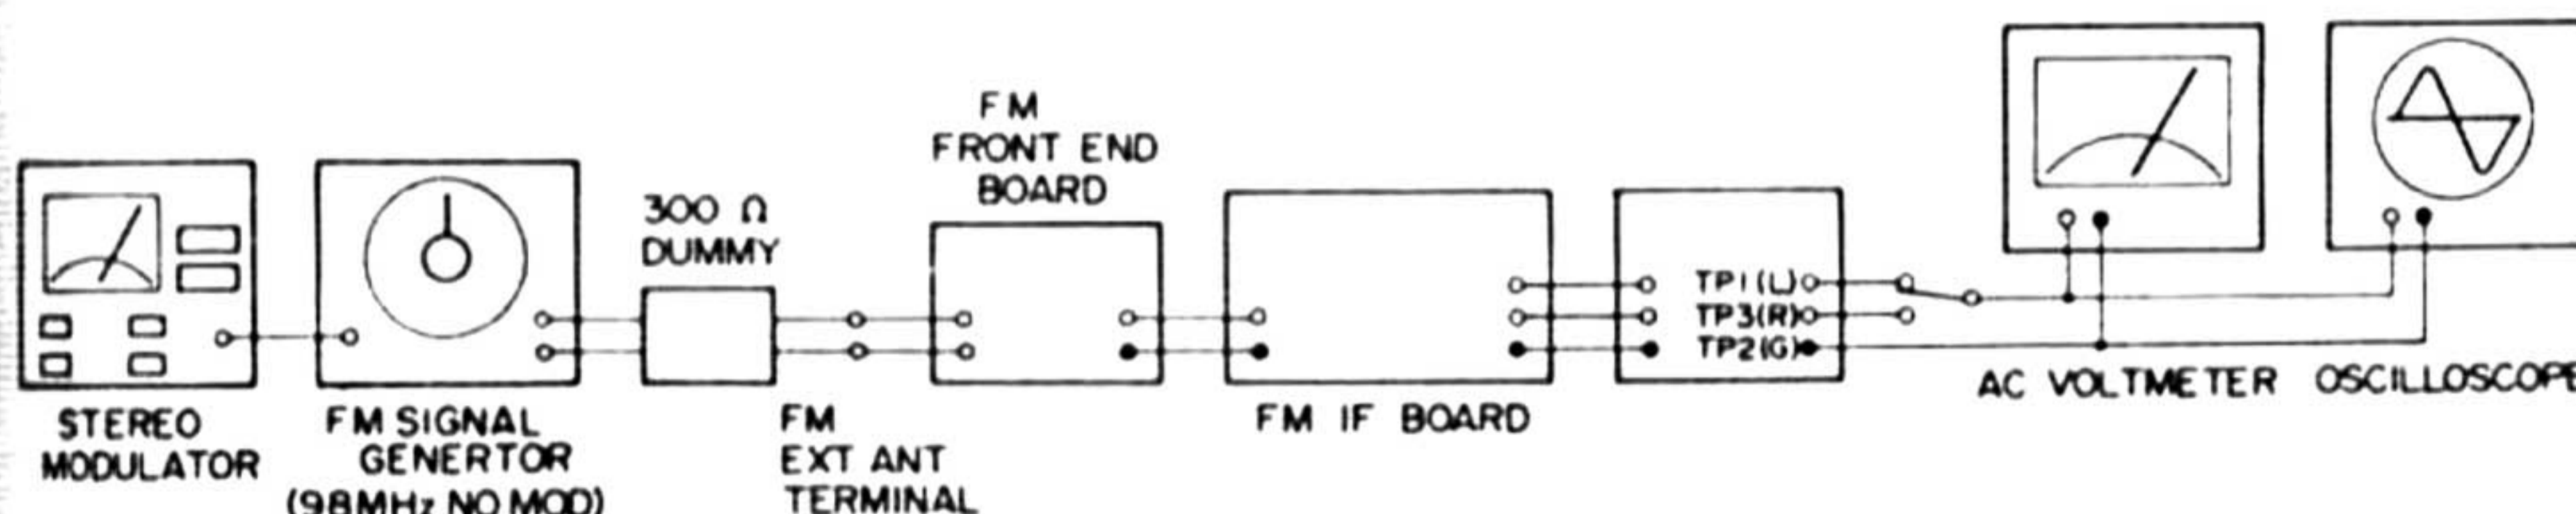 STEREO
MODULATOR
FM SIGNAL
GENERTOR
(98MHz NO MOD)
300 Ω
DUMMY
FM
EXT ANT
TERMINAL
FM
FRONT END
BOARD
FM IF BOARD
TP1(L)
TP3(R)
TP2(G)
AC VOLTMETER
OSCILLOSCOPE